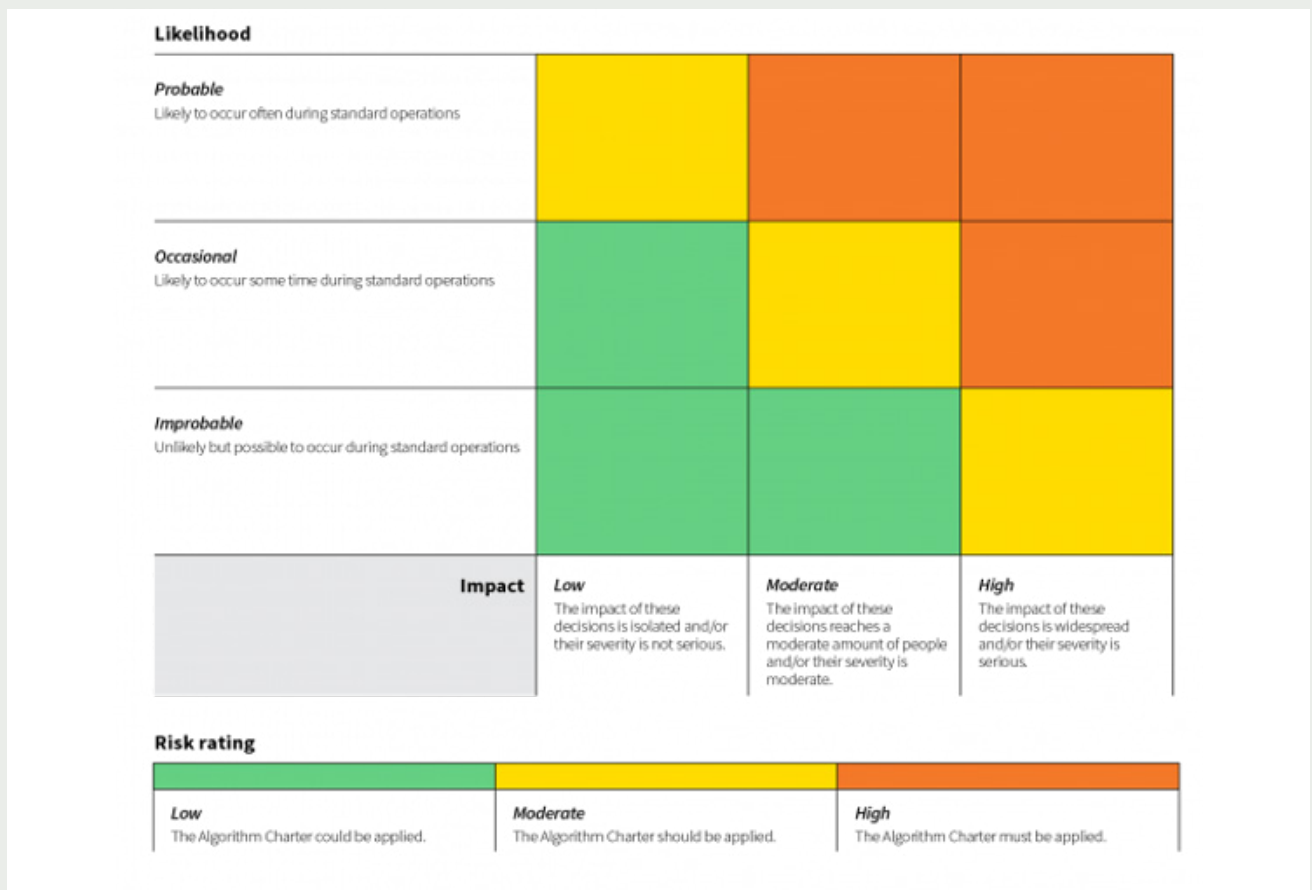 Likelihood
Probable
Likely to occur often during standard operations
Occasional
Likely to occur some time during standard operations
Improbable
Unlikely but possible to occur during standard operations
Impact
Low
The impact of these
decisions is isolated and/or
their severity is not serious.
Moderate
The impact of these
decisions reaches a
moderate amount of people
and/or their severity is
moderate.
High
The impact of these
decisions is widespread
and/or their severity is
serious.
Risk rating
Low
The Algorithm Charter could be applied.
Moderate
The Algorithm Charter should be applied.
High
The Algorithm Charter must be applied.